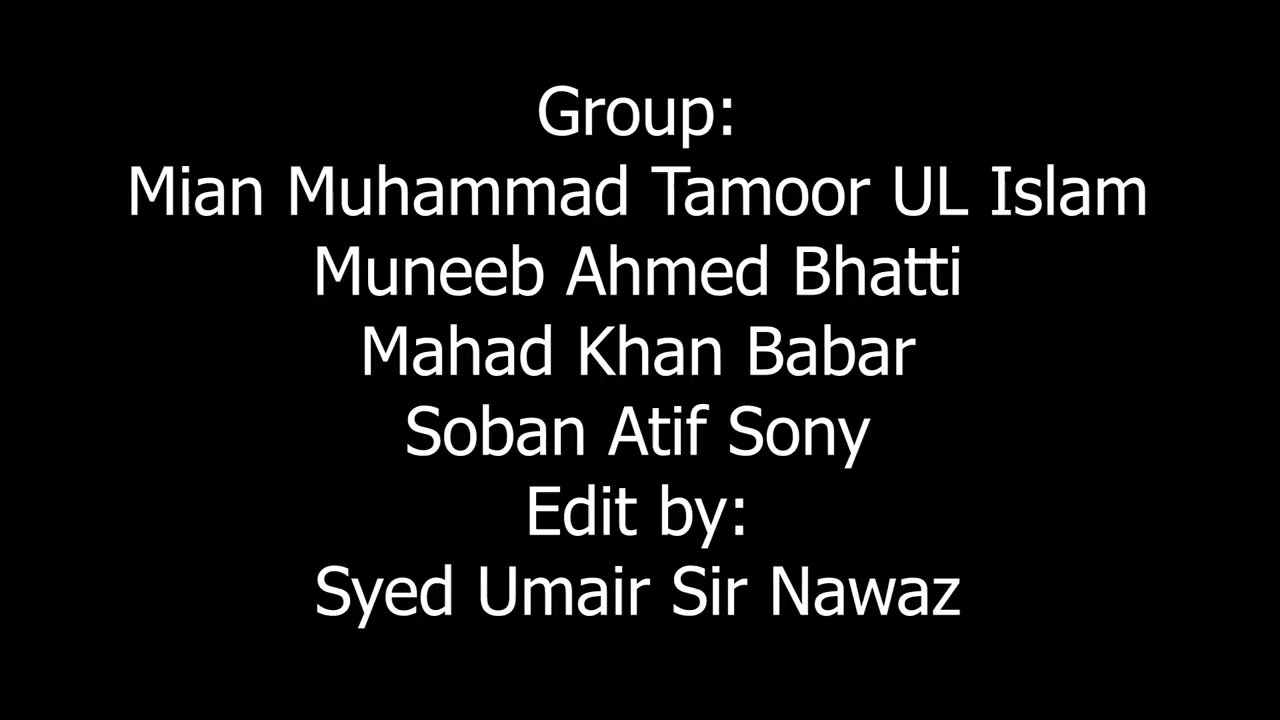 Group:
Mian Muhammad Tamoor UL Islam
Muneeb Ahmed Bhatti
Mahad Khan Babar
Soban Atif Sony
Edit by:
Syed Umair Sir Nawaz